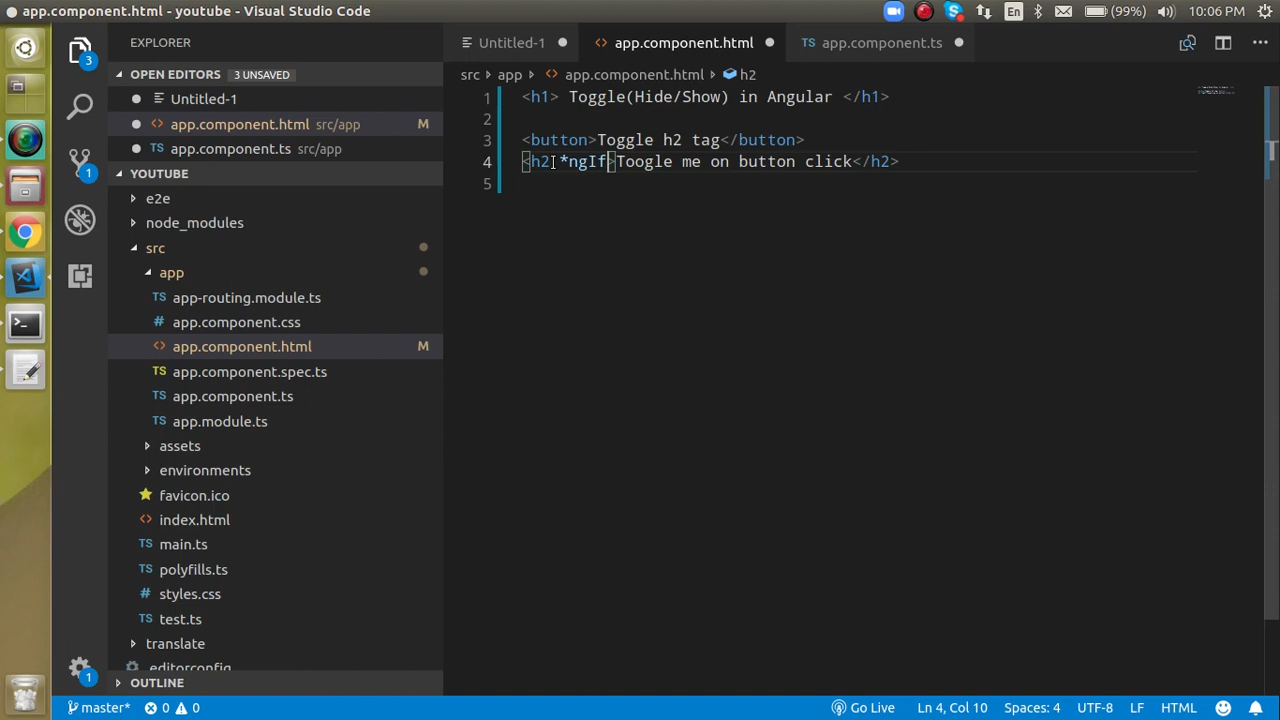 app.component.html - youtube - Visual Studio Code
En
(99%)
10:06 PM
EXPLORER
Untitled-1
app.component.html
app.component.ts
OPEN EDITORS 3 UNSAVED
src app app.component.html h2
Untitled-1
app.component.html src/app M
app.component.ts src/app
YOUTUBE
e2e
node_modules
src
app
app-routing.module.ts
app.component.css
app.component.html M
app.component.spec.ts
app.component.ts
app.module.ts
assets
environments
favicon.ico
index.html
main.ts
polyfills.ts
styles.css
test.ts
translate
editorconfig
OUTLINE
1 <h1> Toggle(Hide/Show) in Angular </h1>
2
3 <button>Toggle h2 tag</button>
4 <h2 *ngIf>Toogle me on button click</h2>
5
3
1
1
master* 0 0
Go Live
Ln 4, Col 10
Spaces: 4
UTF-8
LF
HTML